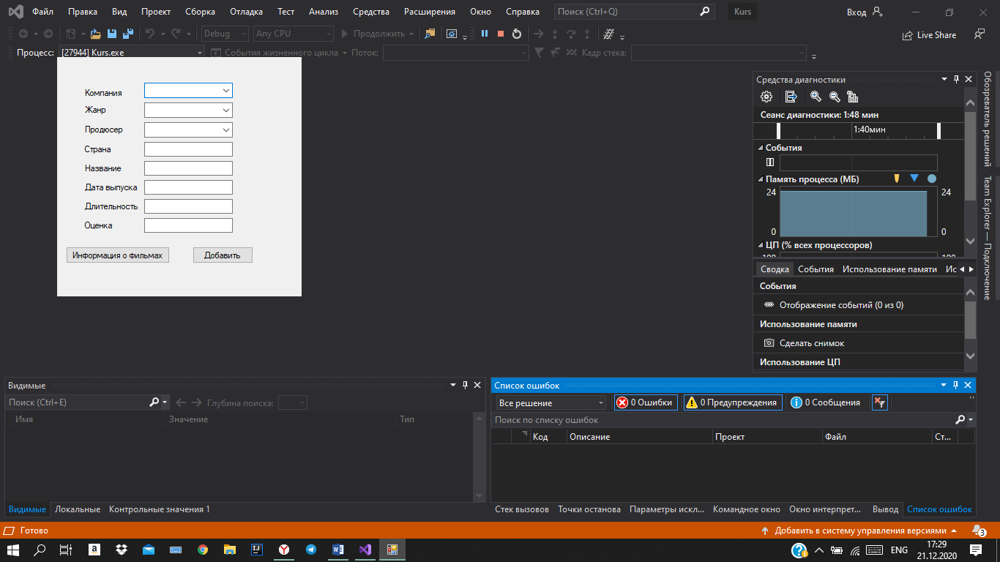 Файл Правка Вид Проект Сборка Отладка Тест Анализ Средства Расширения Окно Справка Поиск (Ctrl+Q) Kurs Вход
Debug Any CPU Продолжить Live Share
Процесс: [27944] Kurs.exe События жизненного цикла Поток: Кадр стека:
Компания
Жанр
Продюсер
Страна
Название
Дата выпуска
Длительность
Оценка
Информация о фильмах Добавить
Средства диагностики
Сеанс диагностики: 1:48 мин
1:40мин
События
Память процесса (МБ)
24 24
0 0
ЦП (% всех процессоров)
100 100
Сводка События Использование памяти Ис
События
Отображение событий (0 из 0)
Использование памяти
Сделать снимок
Использование ЦП
Обозреватель решений
Team Explorer — Подключение
Видимые
Поиск (Ctrl+E) Глубина поиска:
Имя Значение Тип
Видимые Локальные Контрольные значения 1
Список ошибок
Все решение 0 Ошибки 0 Предупреждения 0 Сообщения
Поиск по списку ошибок
Код Описание Проект Файл Ст...
Стек вызовов Точки останова Параметры искл... Командное окно Окно интерпрет... Вывод Список ошибок
Готово Добавить в систему управления версиями 3
ENG 17:29
21.12.2020